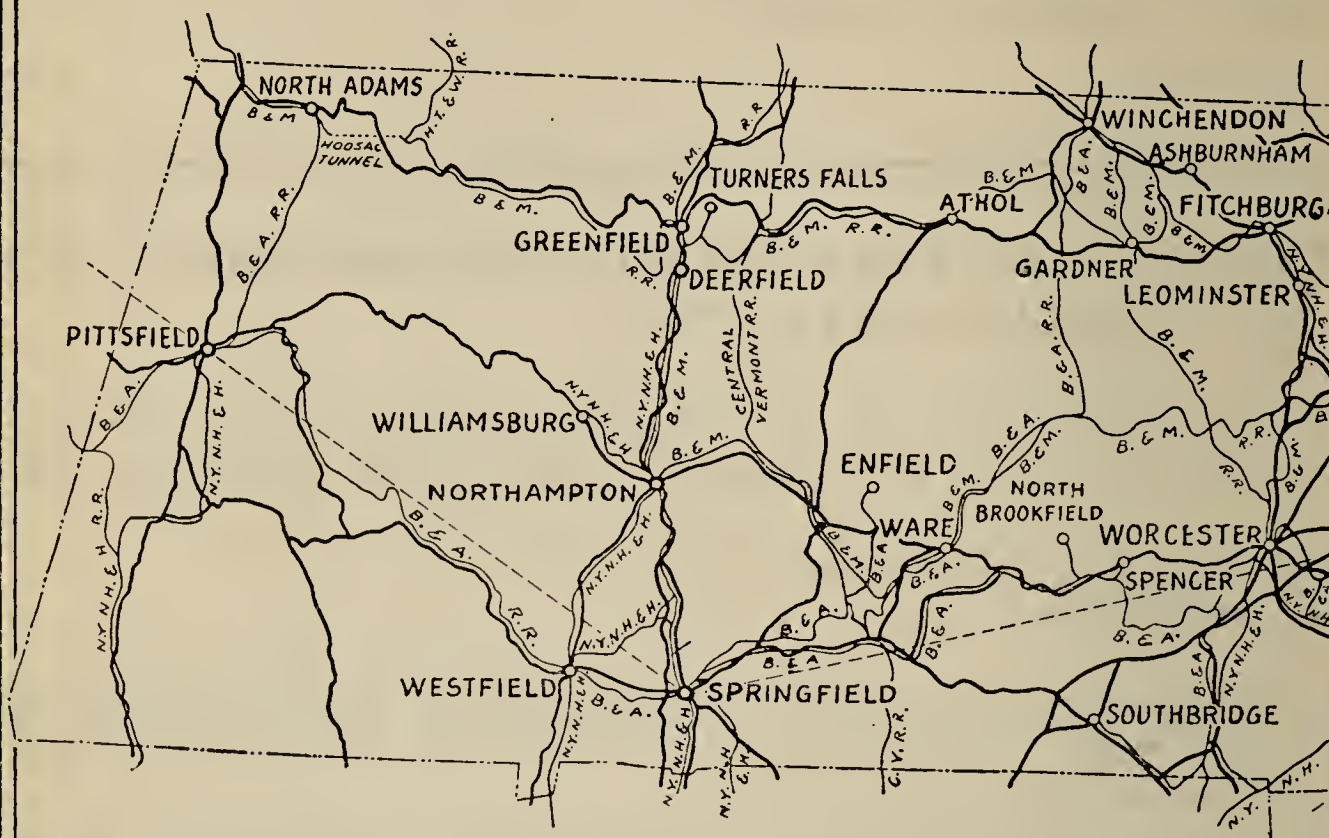 H.T.&W.R.R.
NORTH ADAMS
B & M
HOOSAC
TUNNEL
B. & M.
R.R
WINCHENDON
ASHBURNHAM
TURNERS FALLS
B. & M
B. & A.
B. & M.
B. & M.
ATHOL
FITCHBURG
B & M.
B. & A. R.R.
GREENFIELD
B. & M. R.R.
B. & M.
GARDNER
R.R.
DEERFIELD
LEOMINSTER
N.Y.N.H. &
H.
PITTSFIELD
CENTRAL
VERMONT R.R.
B. & A. R.R.
B. & M.
N.Y.N.H. & H.
B. & M.
B. & A.
N.Y.N.H. & H.
WILLIAMSBURG
N.Y.N.H. & H
B. & M.
B. & A.
B. & M.
B. & M.
R.R.
B
ENFIELD
NORTH
BROOKFIELD
B. & M.
R.R.
B. & M.
NORTHAMPTON
N.Y.N.H. & H R.R.
B. & A.
R.R.
N.Y.N.H. & H.
WARE
B. & M.
B. & A
B. & A.
WORCESTER
SPENCER
N.Y.N.H. & H.
B. & A.
B. & A
B. & A.
B. & A.
N.Y.N.H
WESTFIELD
B. & A.
SPRINGFIELD
B. & A
N.Y.N.H. & H.
SOUTHBRIDGE
N.Y.N.H. & H
N.Y.N.H. & H
N.Y.N.H
& H.
C.V.R.R.
N.Y.
N.H.